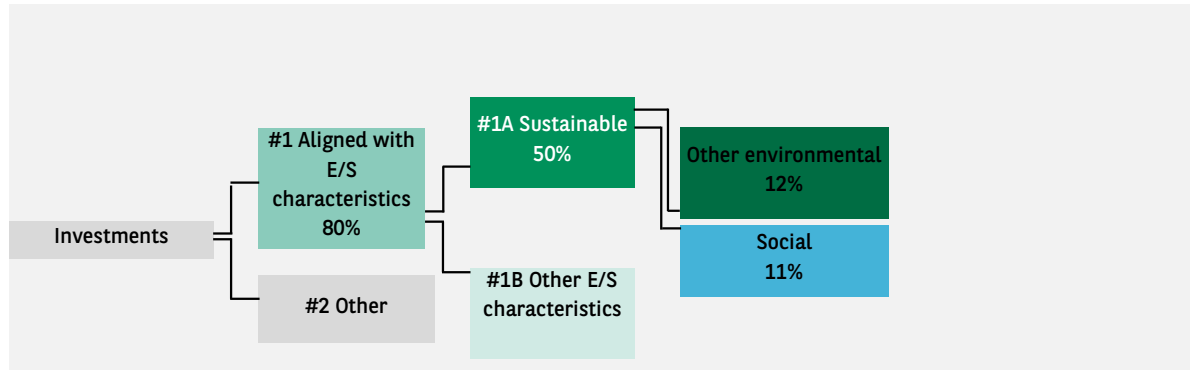 Investments
#1 Aligned with
E/S
characteristics
80%
#2 Other
#1A Sustainable
50%
#1B Other E/S
characteristics
Other environmental
12%
Social
11%